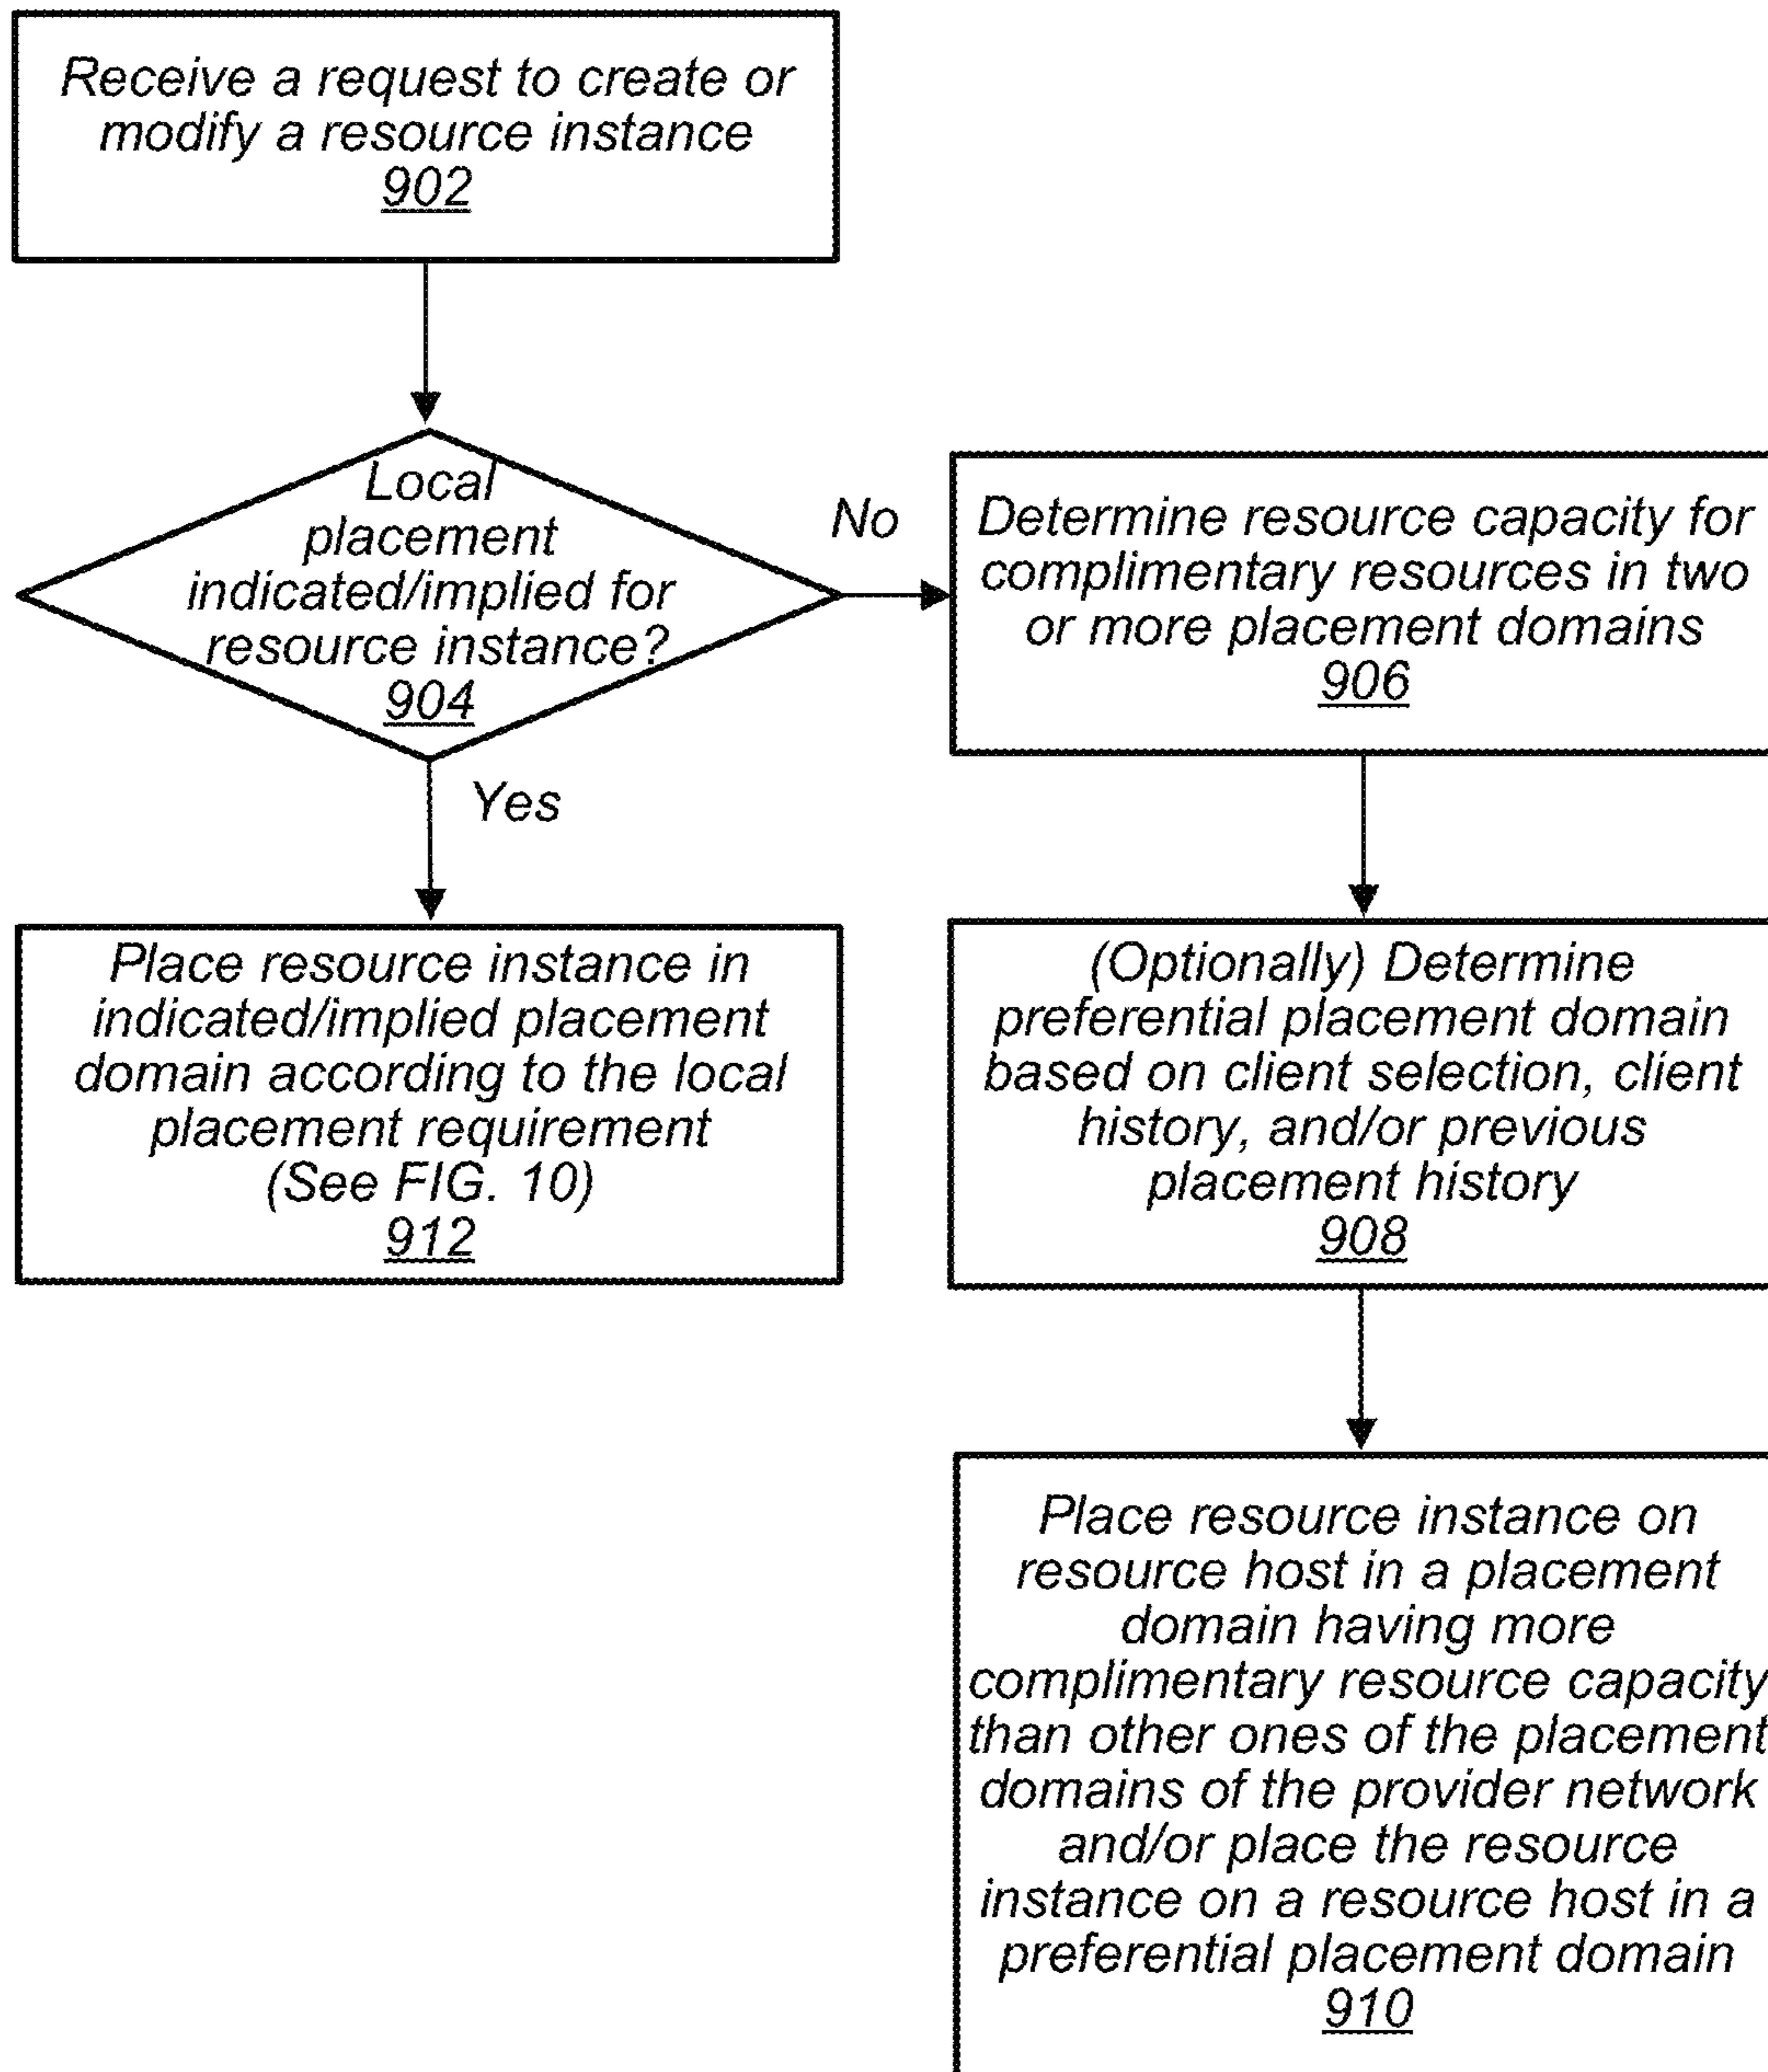 Receive a request to create or
modify a resource instance
902
Local
placement
indicated/implied for
resource instance?
904
No
Yes
Determine resource capacity for
complimentary resources in two
or more placement domains
906
Place resource instance in
indicated/implied placement
domain according to the local
placement requirement
(See FIG. 10)
912
(Optionally) Determine
preferential placement domain
based on client selection, client
history, and/or previous
placement history
908
Place resource instance on
resource host in a placement
domain having more
complimentary resource capacity
than other ones of the placement
domains of the provider network
and/or place the resource
instance on a resource host in a
preferential placement domain
910